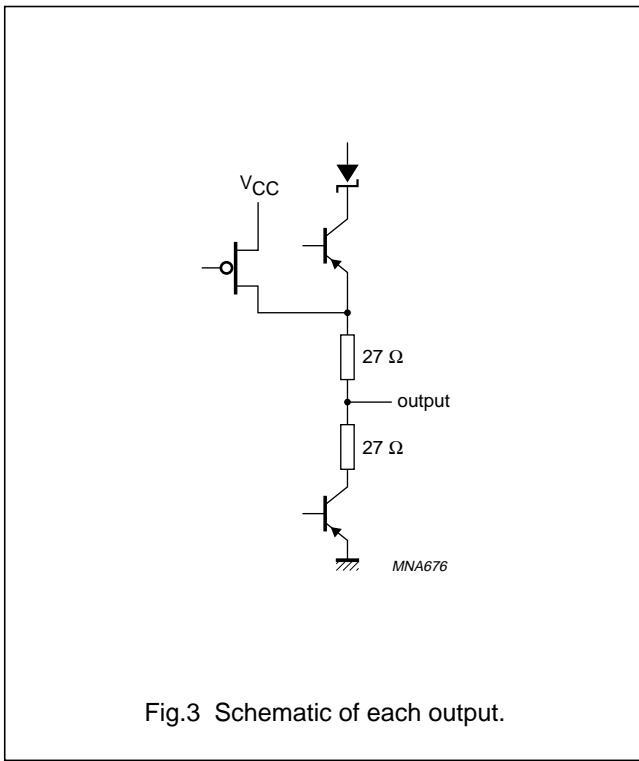 VCC
27 Ω
output
27 Ω
MNA676
Fig.3 Schematic of each output.